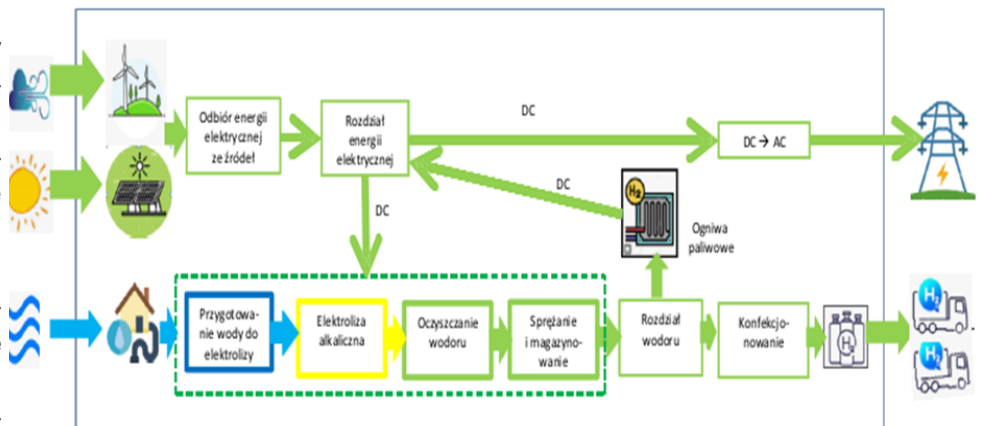 Odbiór energii
elektrycznej
ze źródeł
Rozdział
energii
elektrycznej
DC
DC → AC
DC
DC
H₂
Ogniwa
paliwowe
Przygotowa-
nie wody do
elektrolizy
Elektroliza
alkaliczna
Oczyszczanie
wodoru
Sprężanie
i magazyno-
wanie
Rozdział
wodoru
Konfekcjo-
nowanie
H₂
H₂
H₂